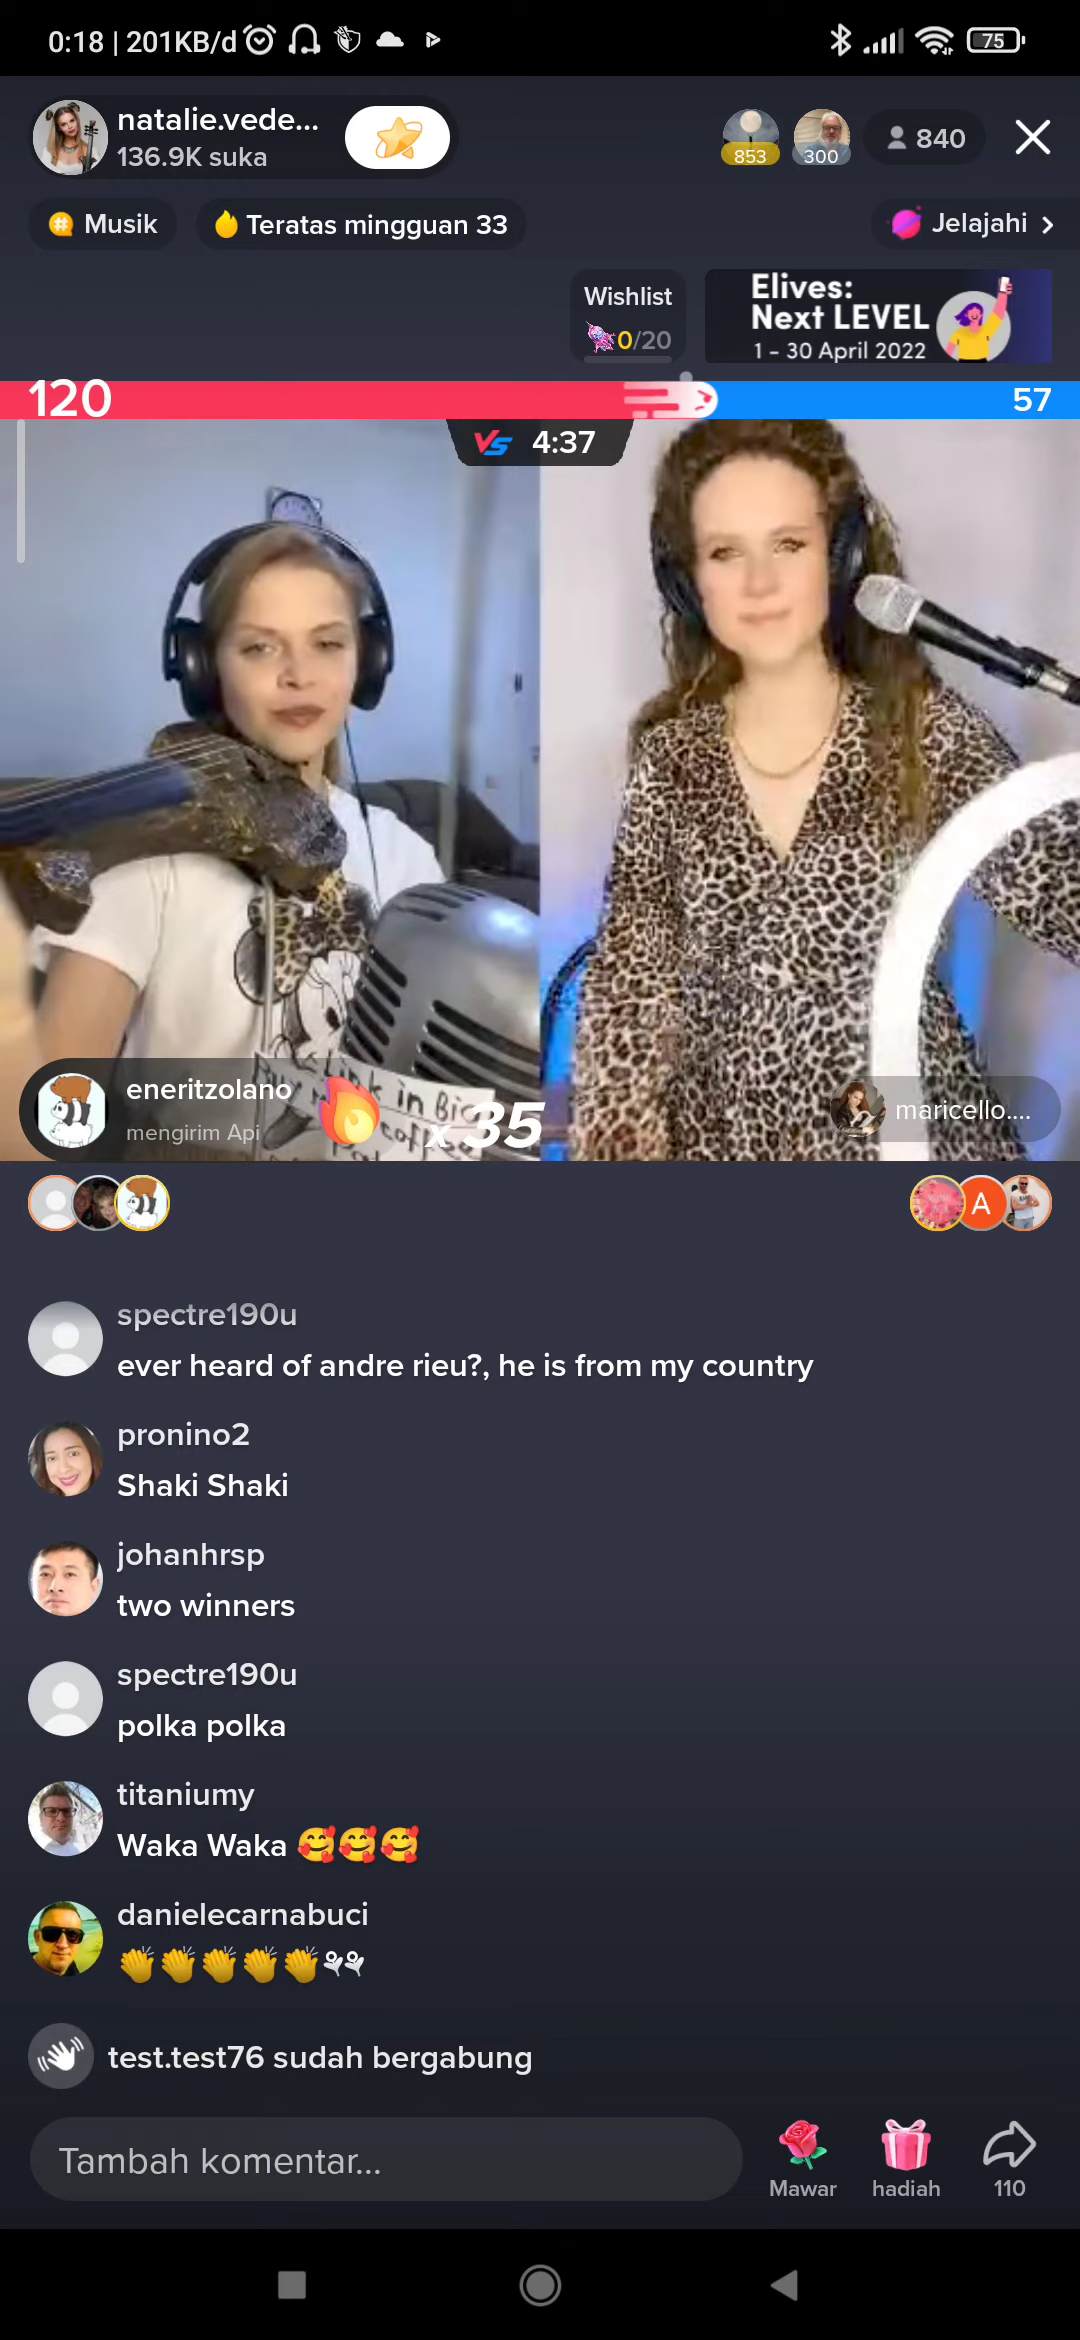 0:18 | 201KB/d
75
natalie.vede...
136.9K suka
853
300
840
Musik
Teratas mingguan 33
Jelajahi
Wishlist
0/20
Elives:
Next LEVEL
1 - 30 April 2022
120
57
VS 4:37
eneritzolano
mengirim Api
x 35
in Big
maricello....
A
spectre190u
ever heard of andre rieu?, he is from my country
pronino2
Shaki Shaki
johanhrsp
two winners
spectre190u
polka polka
titaniumy
Waka Waka 🥰🥰🥰
danielecarnabuci
👏👏👏👏👏
test.test76 sudah bergabung
Tambah komentar...
Mawar
hadiah
110